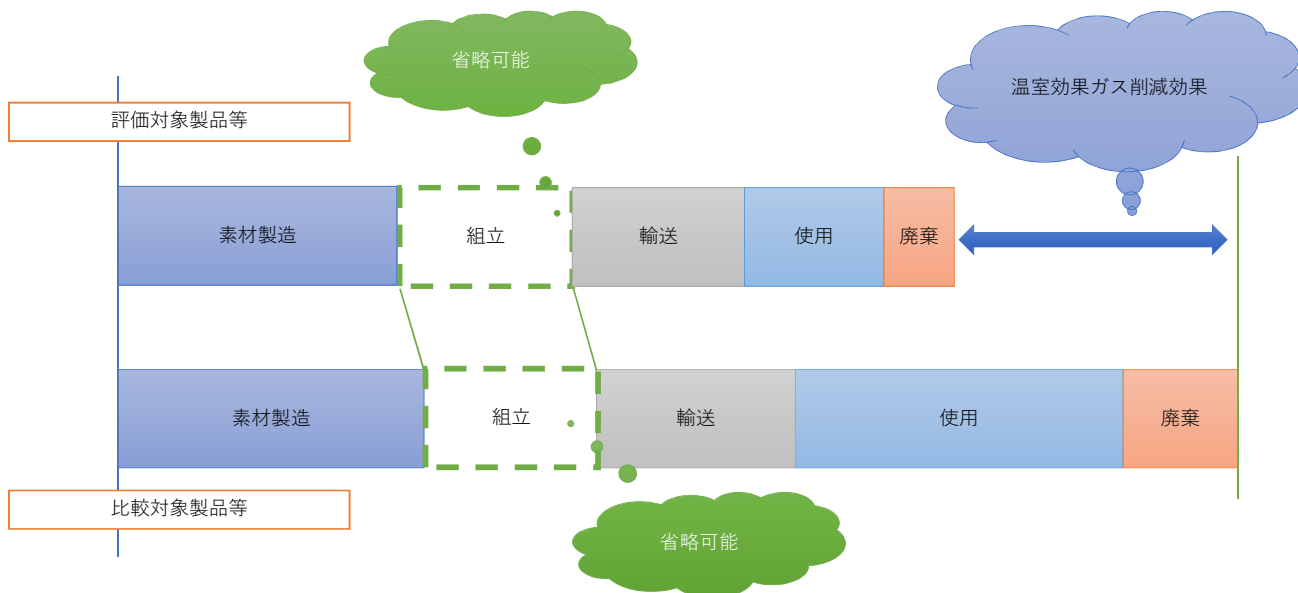 省略可能
温室効果ガス削減効果
評価対象製品等
素材製造
組立
輸送
使用
廃棄
素材製造
組立
輸送
使用
廃棄
比較対象製品等
省略可能